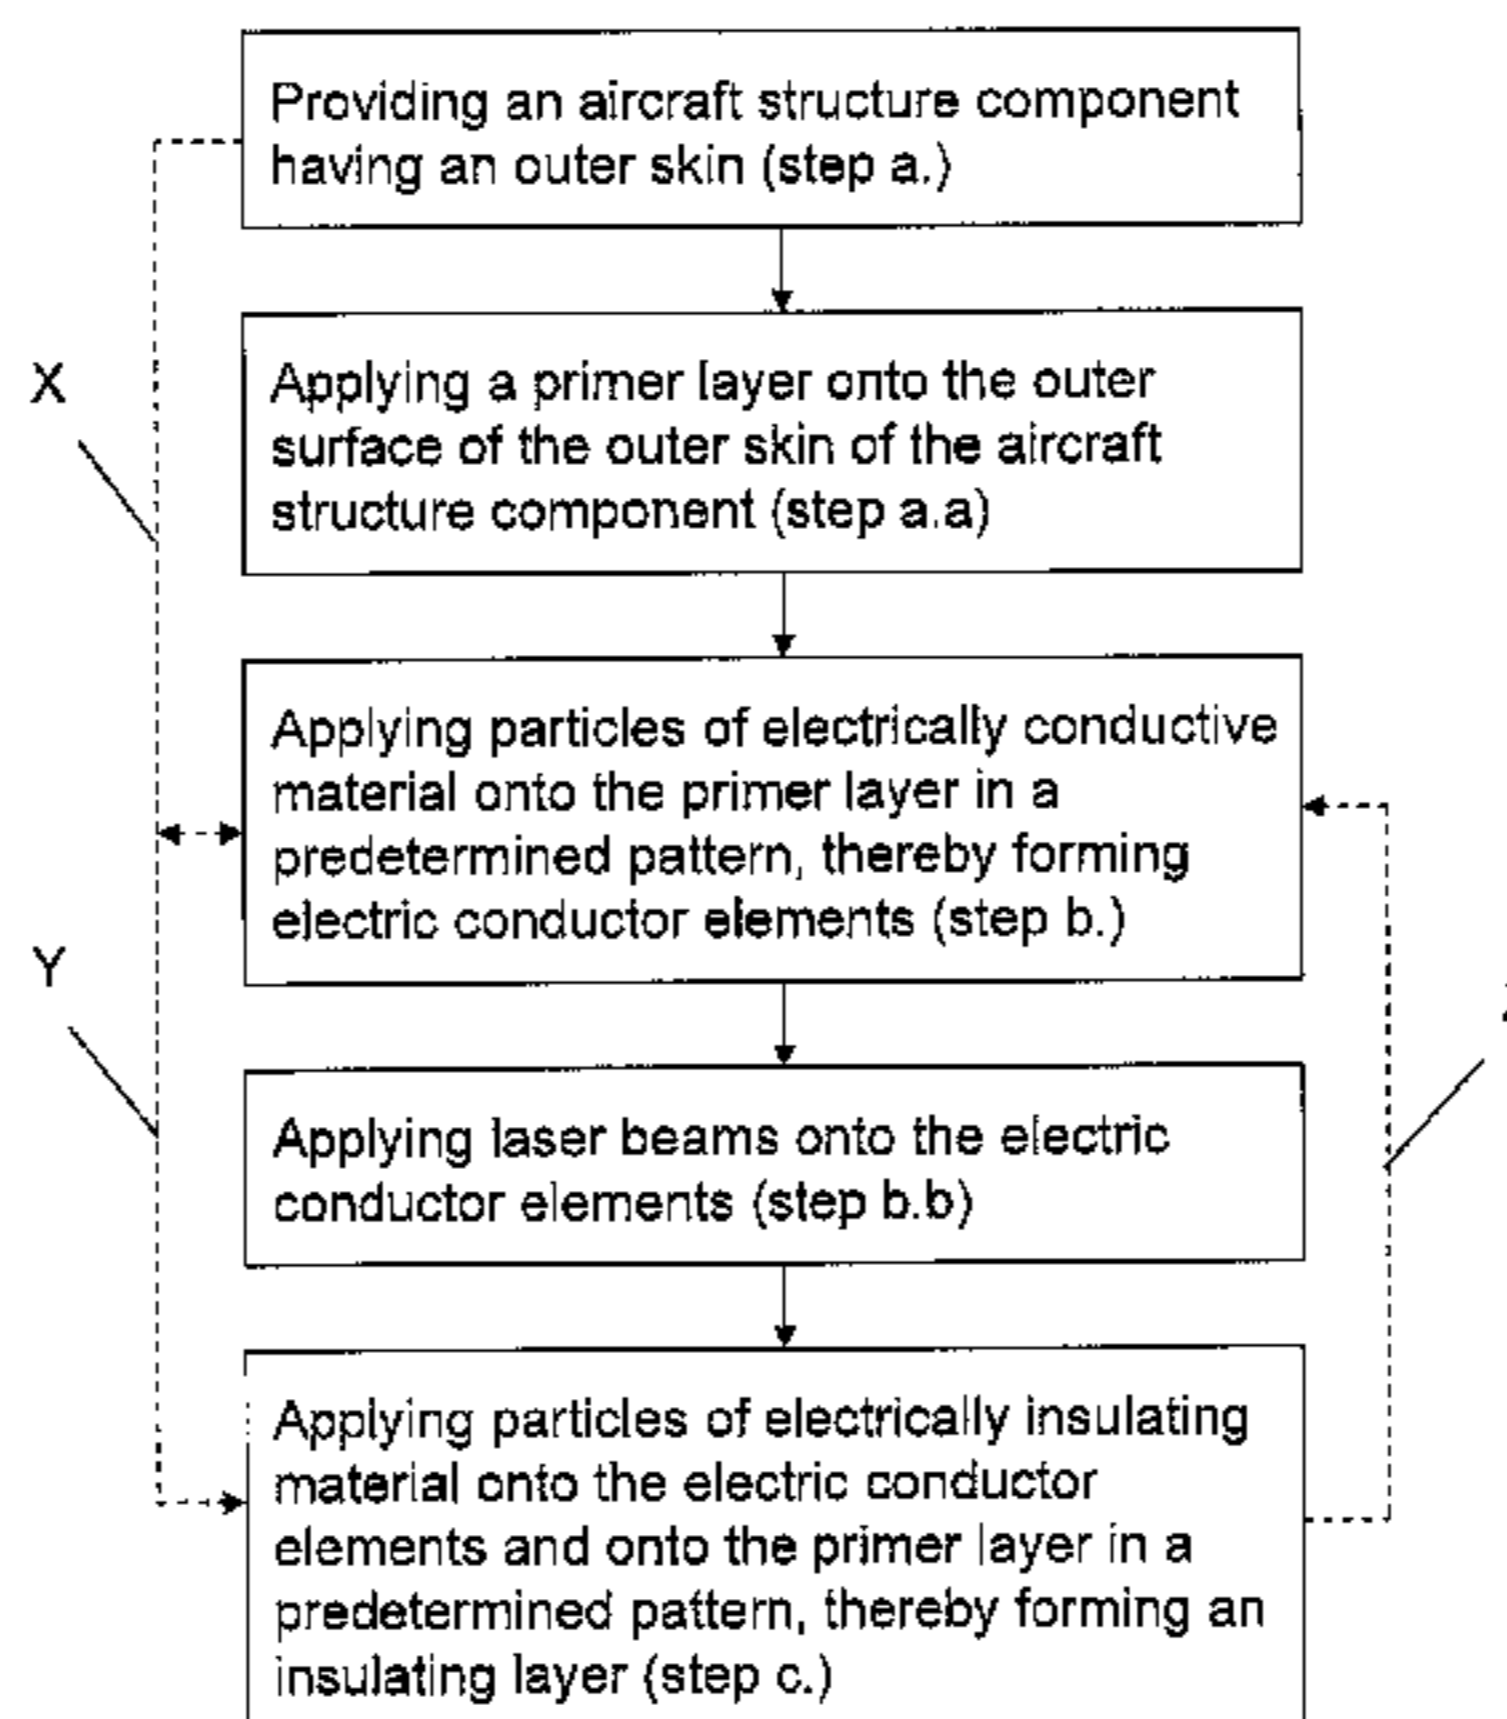 Providing an aircraft structure component
having an outer skin (step a.)
X
Applying a primer layer onto the outer
surface of the outer skin of the aircraft
structure component (step a.a)
Applying particles of electrically conductive
material onto the primer layer in a
predetermined pattern, thereby forming
electric conductor elements (step b.)
Y
Applying laser beams onto the electric
conductor elements (step b.b)
Applying particles of electrically insulating
material onto the electric conductor
elements and onto the primer layer in a
predetermined pattern, thereby forming an
insulating layer (step c.)